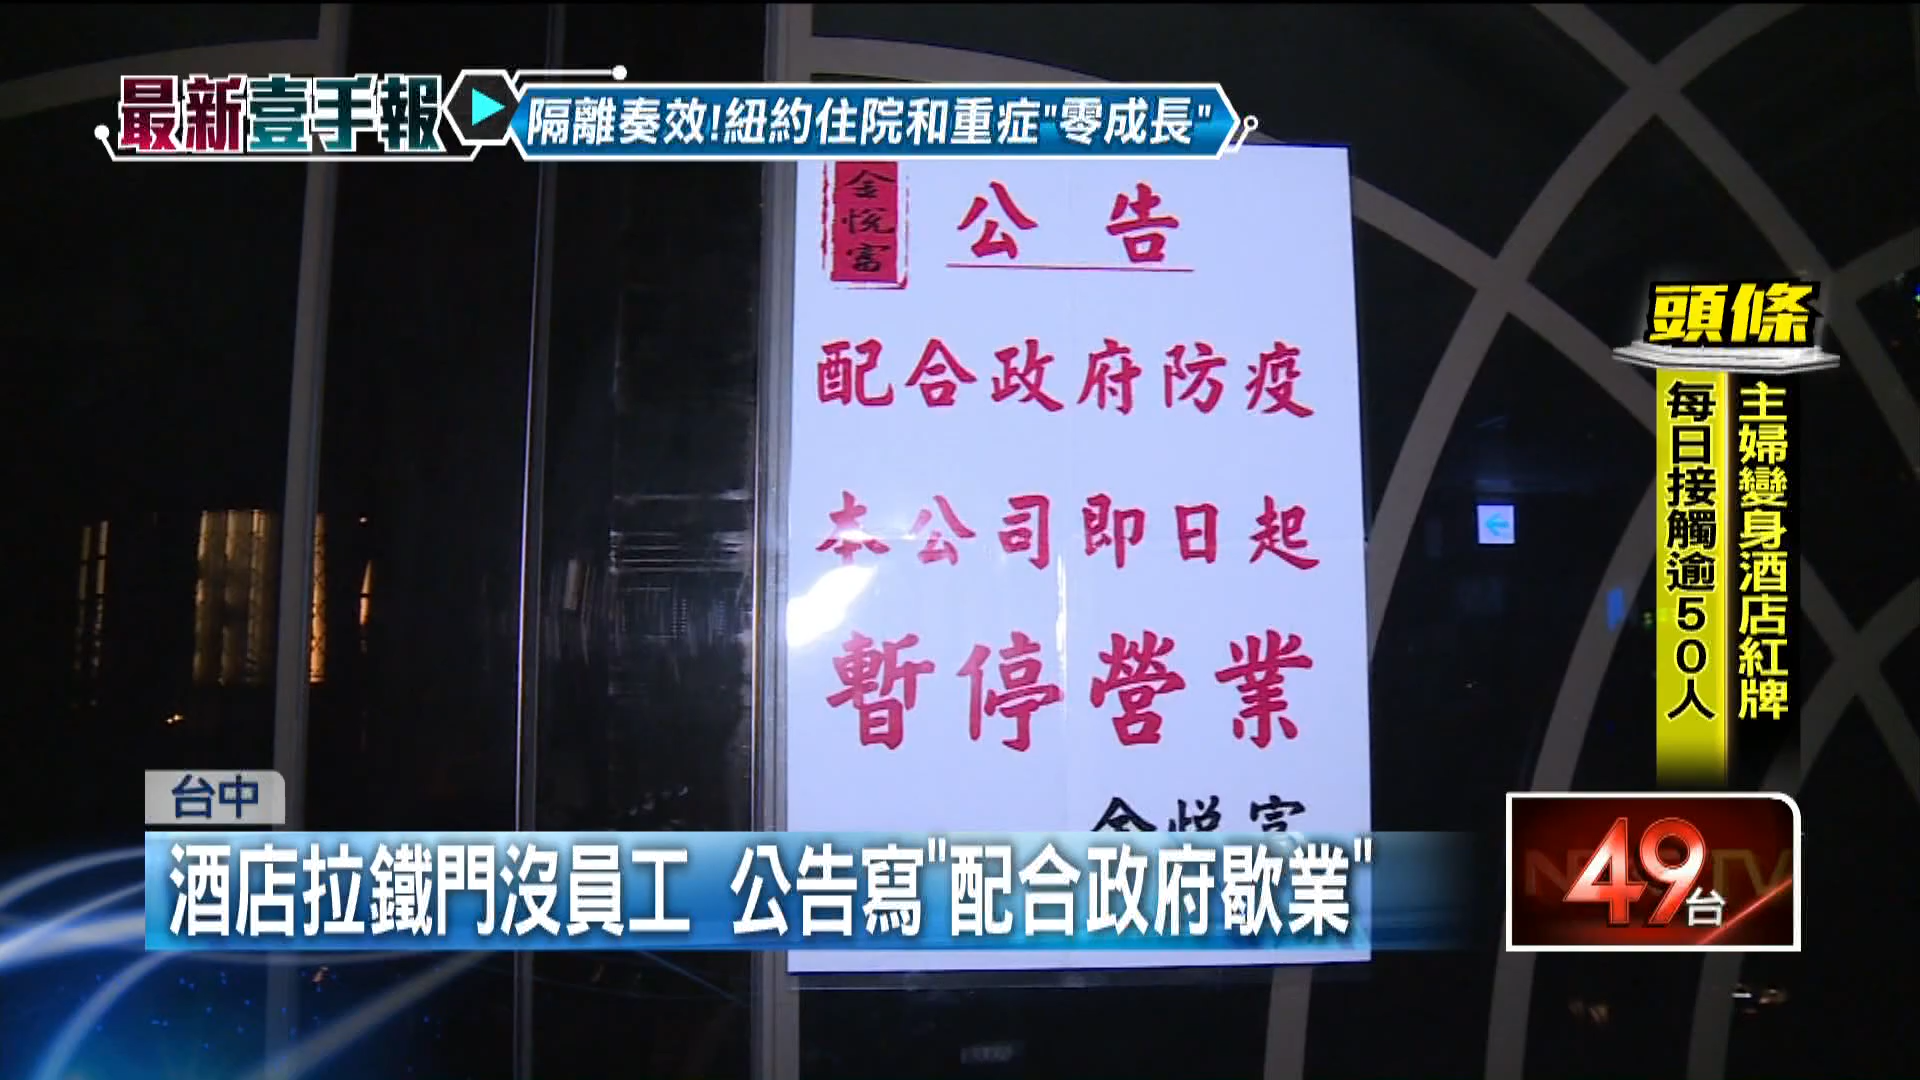 最新壹手報
隔離奏效!紐約住院和重症"零成長"
金悅富
公告
配合政府防疫
本公司即日起
暫停營業
金悅富
頭條
主婦變身酒店紅牌
每日接觸逾50人
台中
酒店拉鐵門沒員工 公告寫"配合政府歇業"
49台